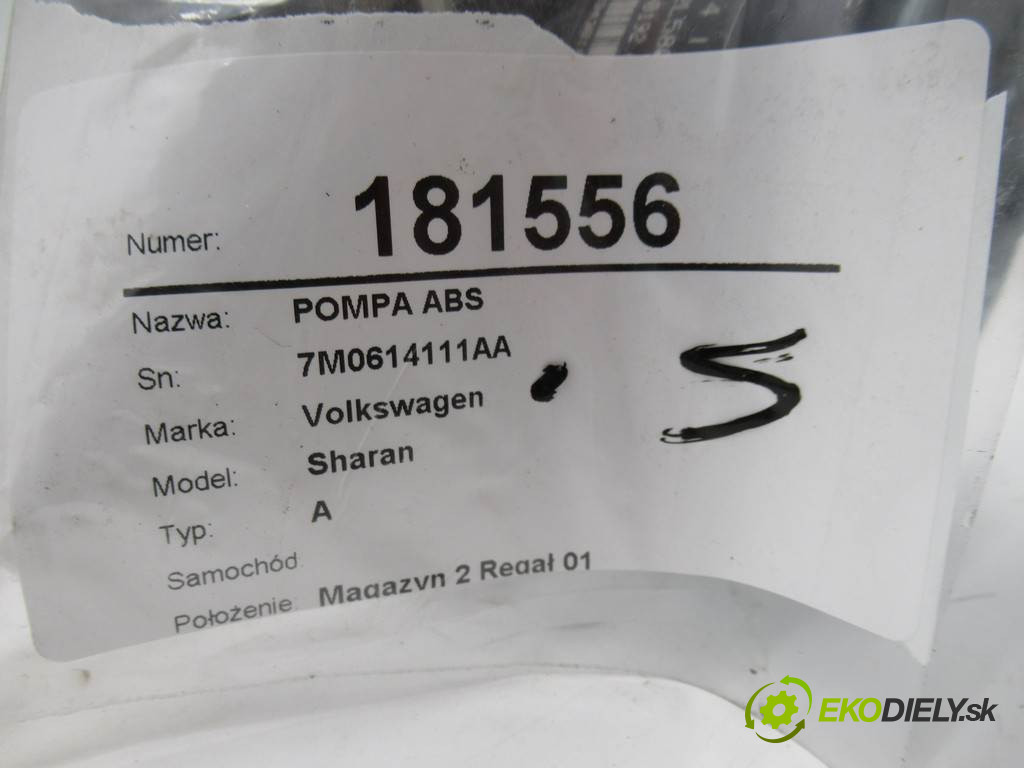 Numer: 181556
Nazwa: POMPA ABS
Sn: 7M0614111AA
Marka: Volkswagen
Model: Sharan
Typ: A
Samochód
Położenie: Magazyn 2 Regał 01
5
EKODIELY.sk